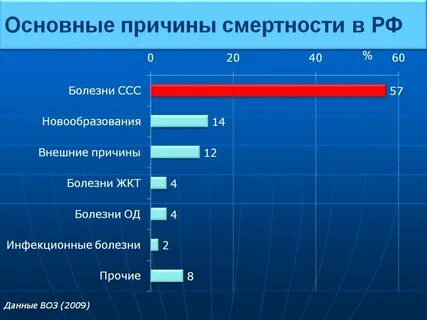 Основные причины смертности в РФ
0 20 40 % 60
Болезни ССС 57
Новообразования 14
Внешние причины 12
Болезни ЖКТ 4
Болезни ОД 4
Инфекционные болезни 2
Прочие 8
Данные ВОЗ (2009)